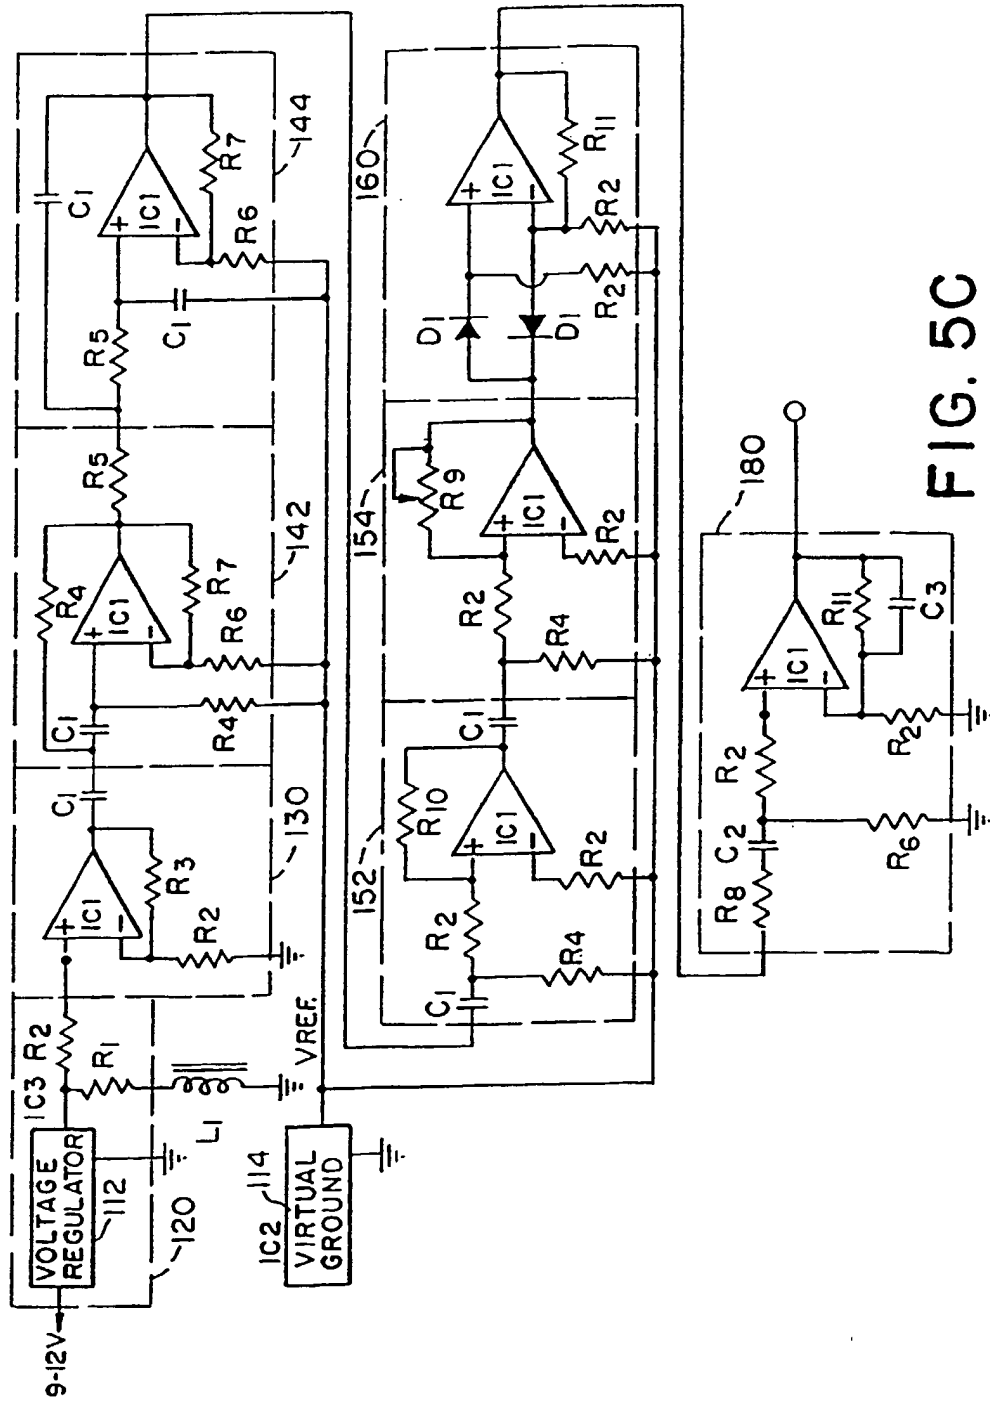 9-12V
VOLTAGE
REGULATOR
112
120
IC3
R2
R1
L1
IC1
+
−
R3
R2
130
C1
C1
R4
IC1
+
−
R7
R6
R4
142
R5
R5
C1
IC1
+
−
R7
R6
C1
144
IC2
114
VIRTUAL
GROUND
VREF.
C1
R2
R4
R10
IC1
+
−
R2
152
C1
R2
R4
R9
IC1
+
−
R2
154
D1
D1
IC1
+
−
R11
R2
R2
160
R8
C2
R2
R6
IC1
+
−
R11
C3
R2
180
FIG. 5C